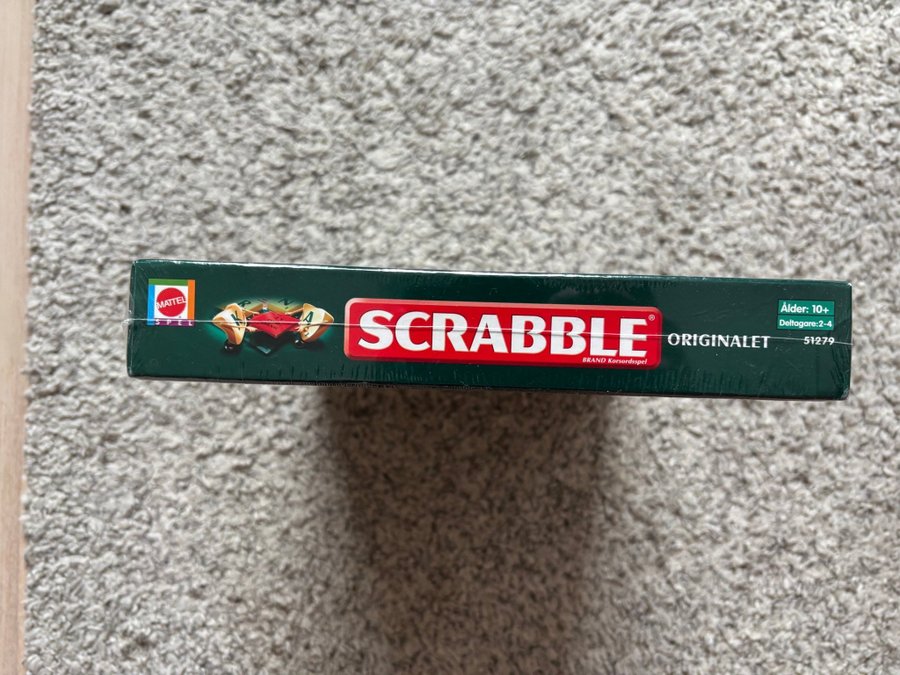 MATTEL
SPEL
SCRABBLE®
BRAND Korsordsspel
ORIGINALET
Ålder: 10+
Deltagare: 2-4
51279